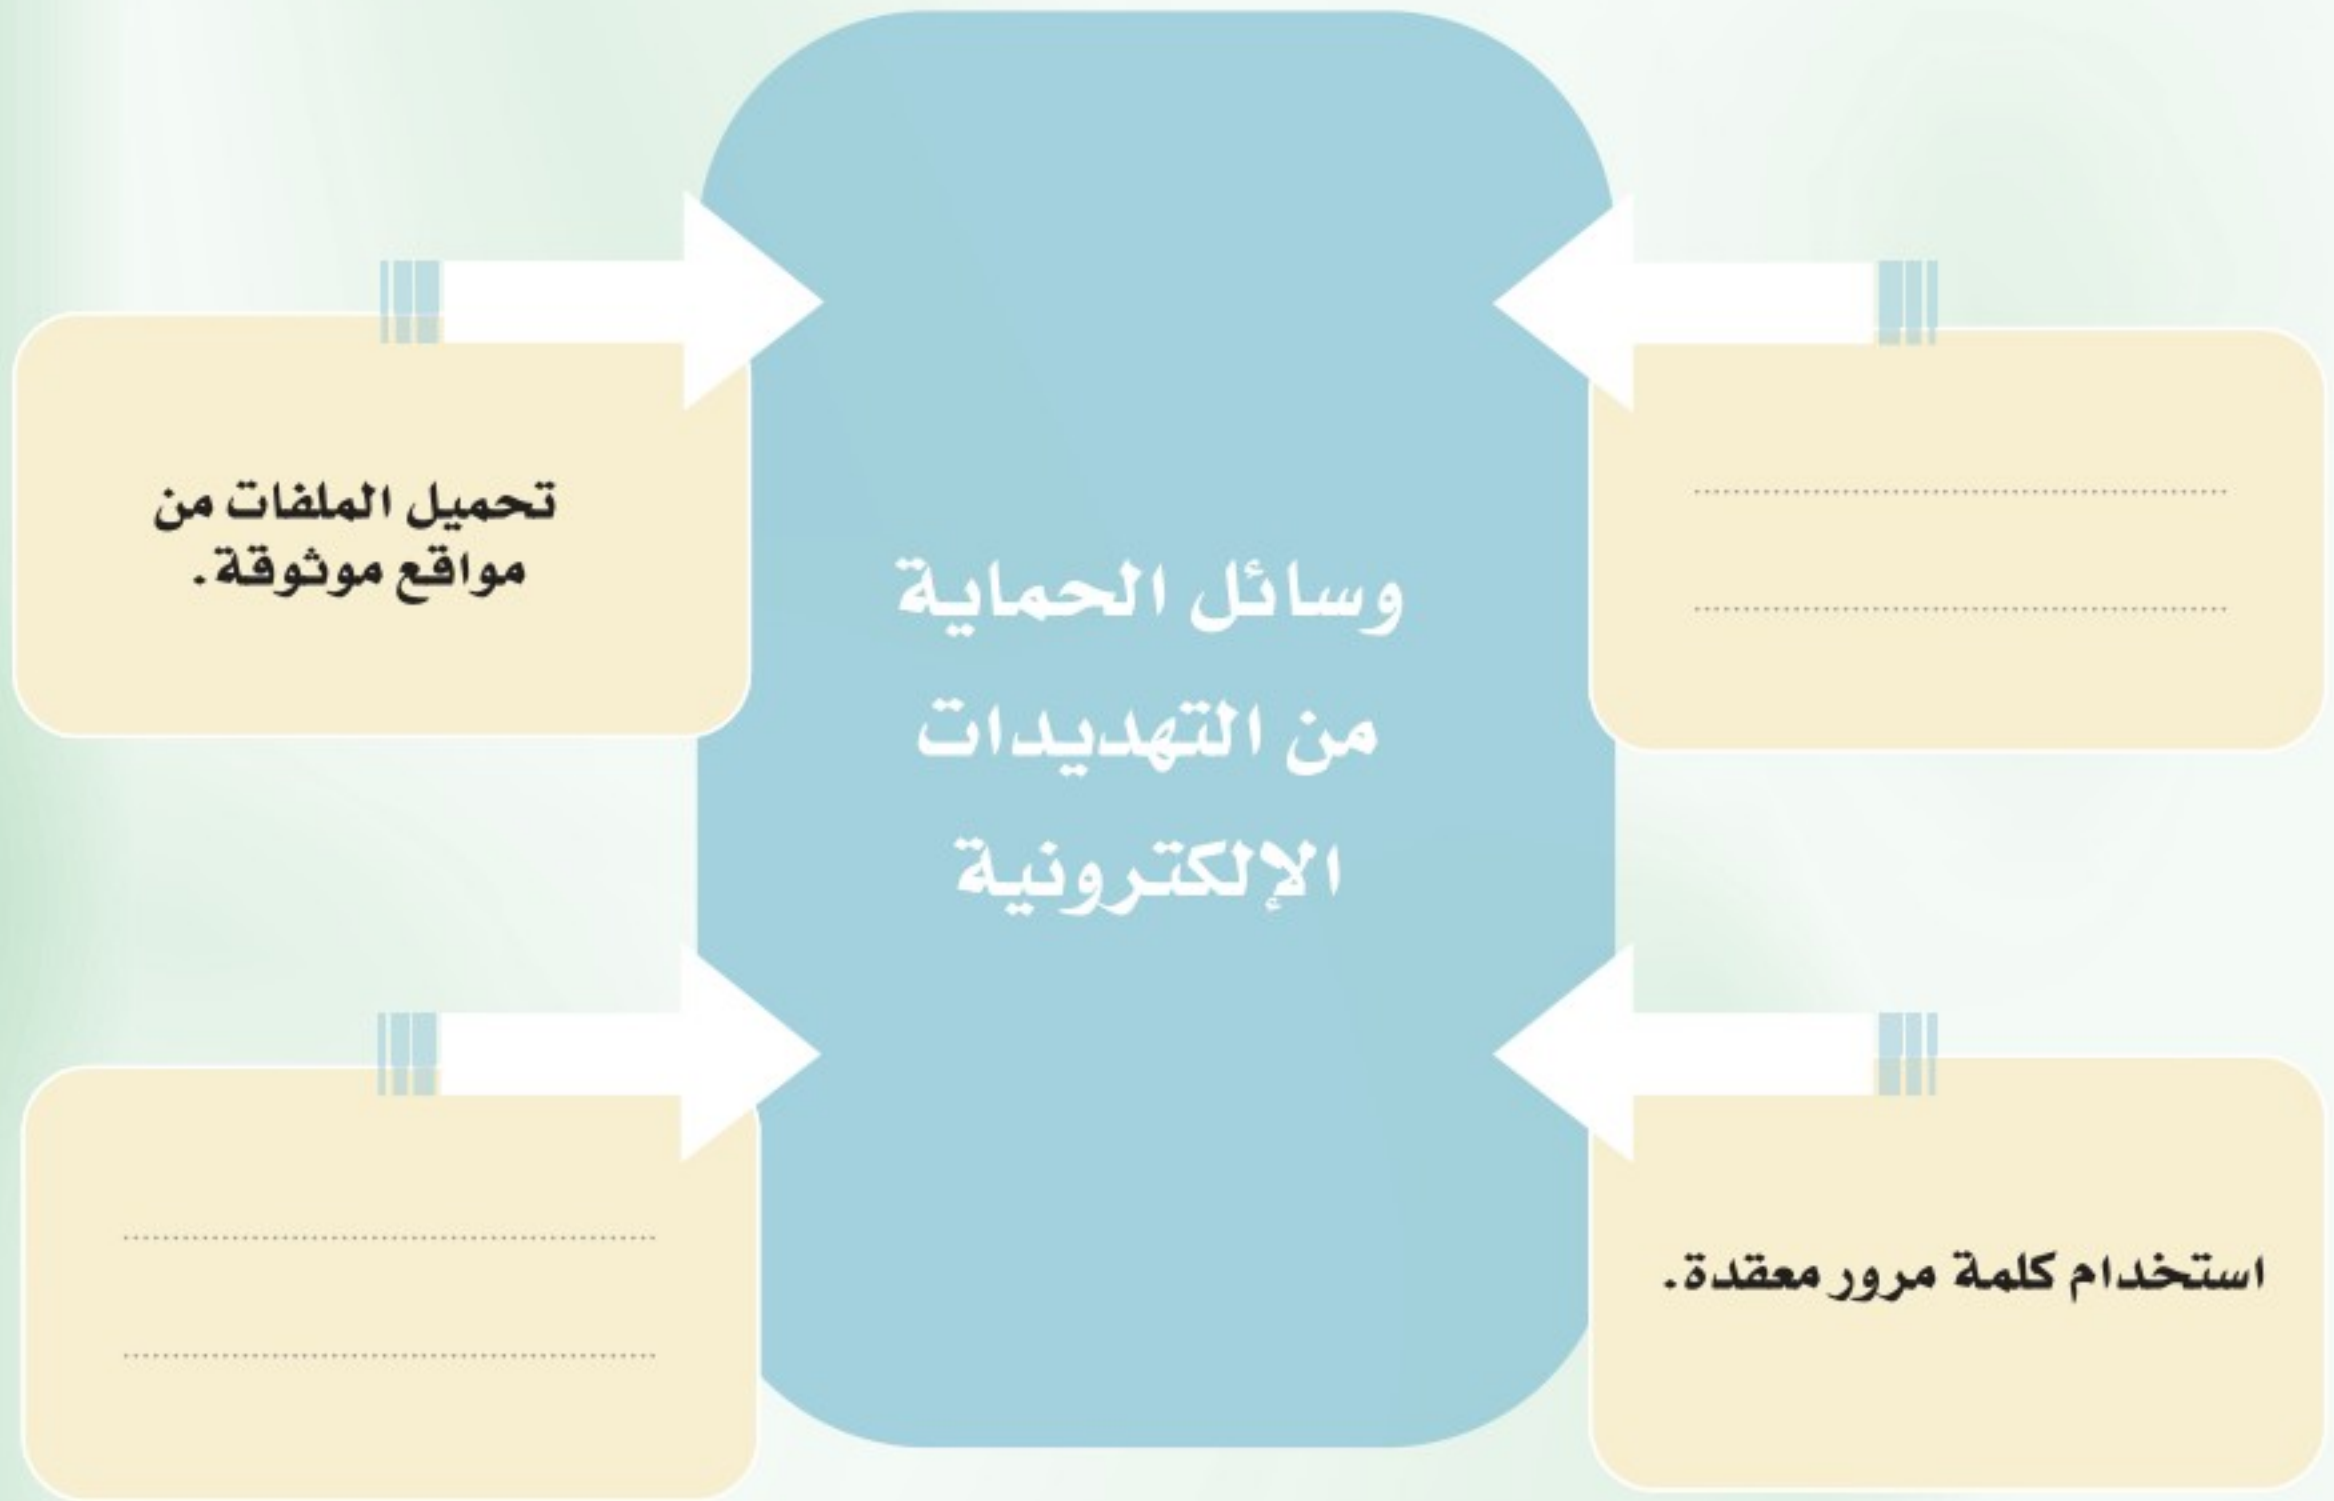 وسائل الحماية
من التهديدات
الإلكترونية
تحميل الملفات من
مواقع موثوقة.
استخدام كلمة مرور معقدة.